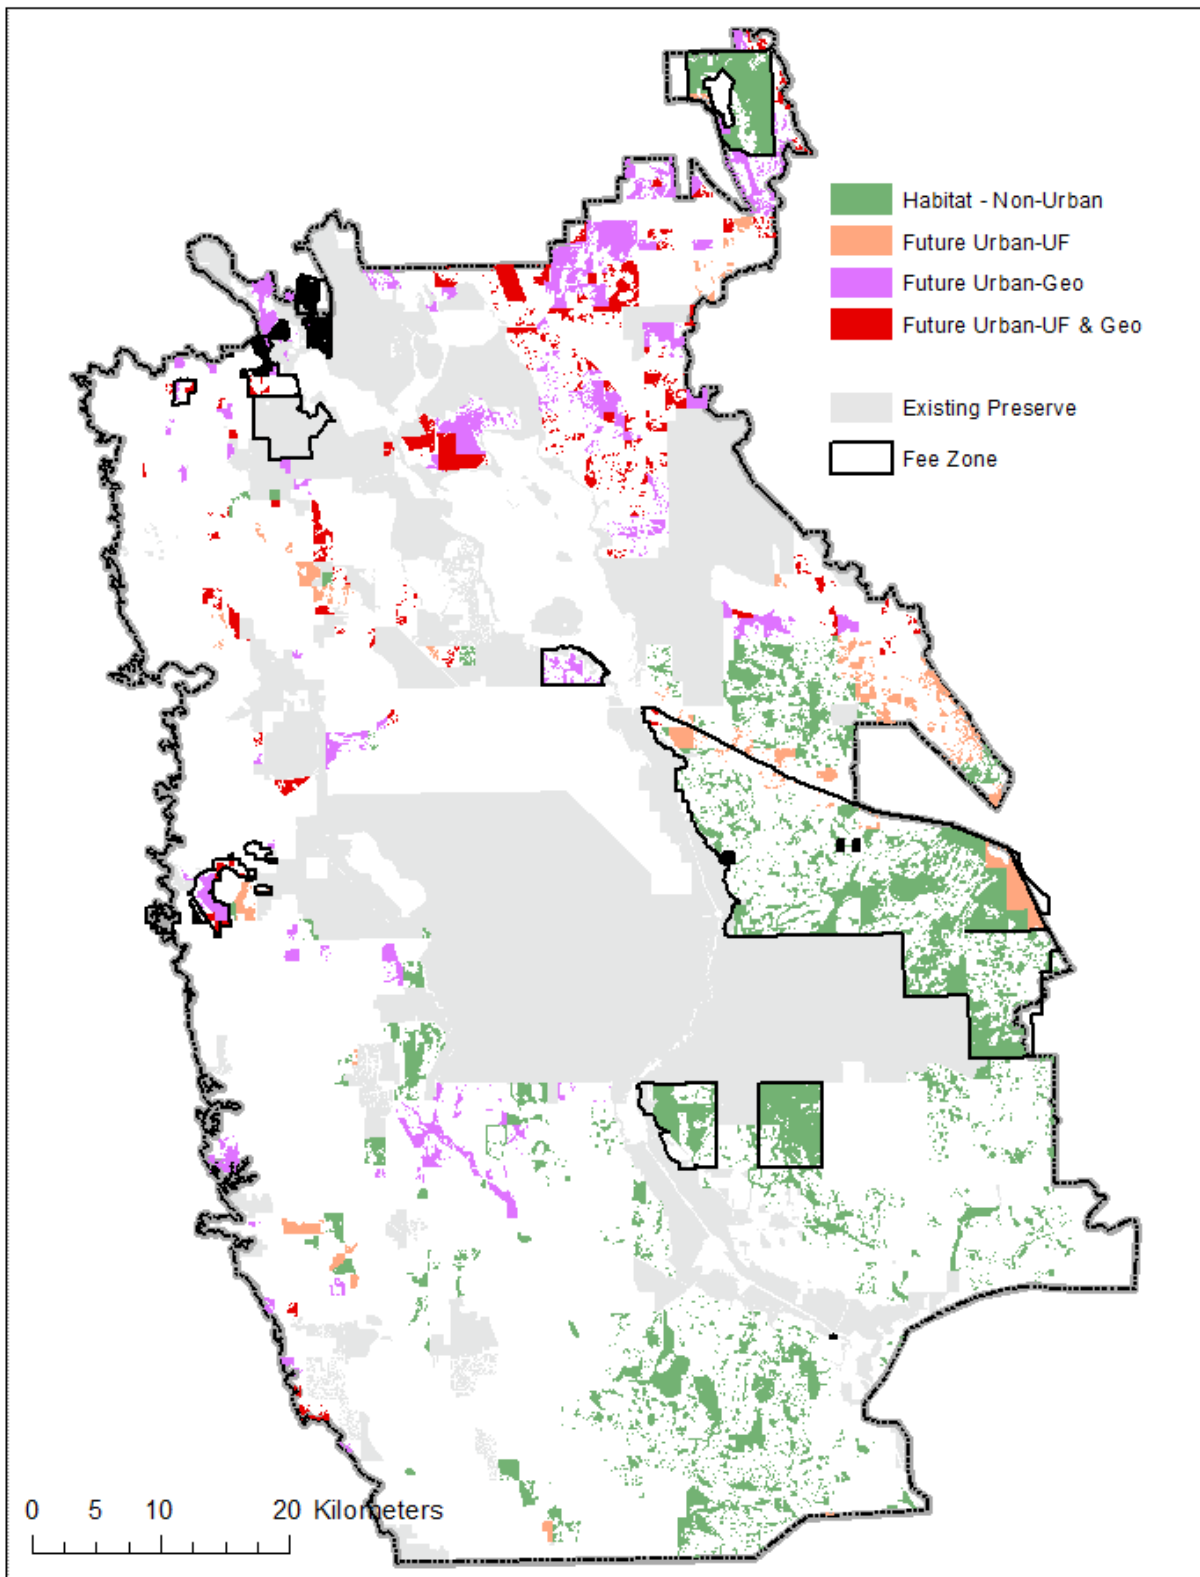 Habitat - Non-Urban
Future Urban-UF
Future Urban-Geo
Future Urban-UF & Geo
Existing Preserve
Fee Zone
0 5 10 20 Kilometers